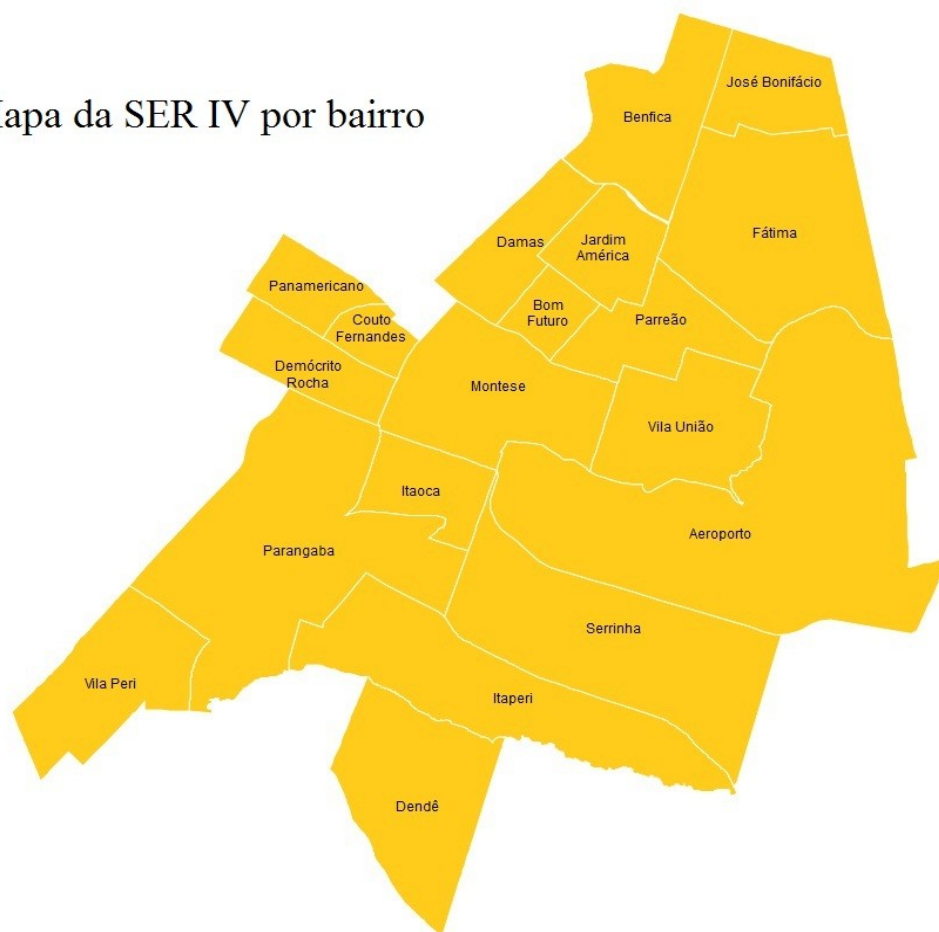 apa da SER IV por bairro
José Bonifácio
Benfica
Fátima
Damas
Jardim
América
Panamericano
Bom
Futuro
Couto
Fernandes
Parreão
Demócrito
Rocha
Montese
Vila União
Itaoca
Aeroporto
Parangaba
Serrinha
Vila Peri
Itaperi
Dendê